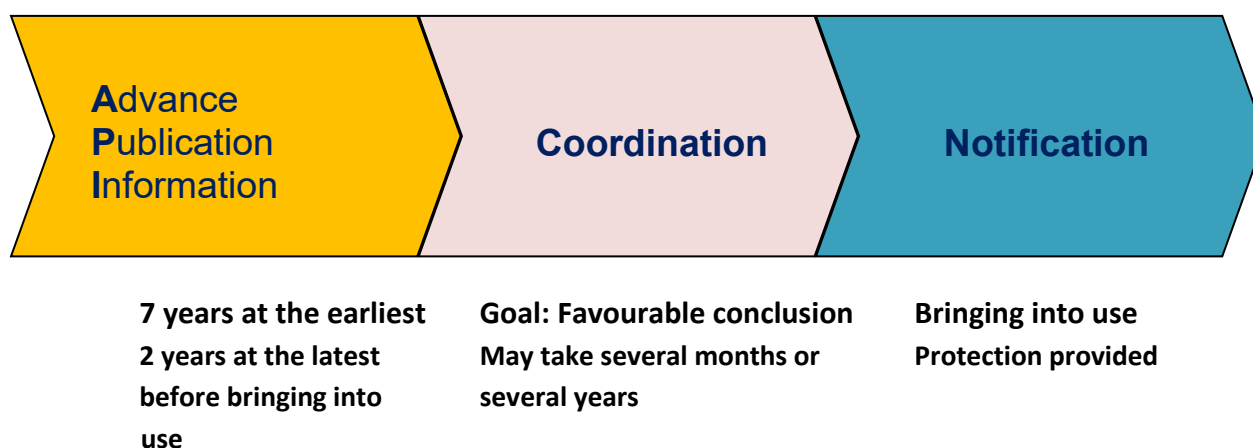 Advance
Publication
Information
Coordination
Notification
7 years at the earliest
2 years at the latest
before bringing into
use
Goal: Favourable conclusion
May take several months or
several years
Bringing into use
Protection provided